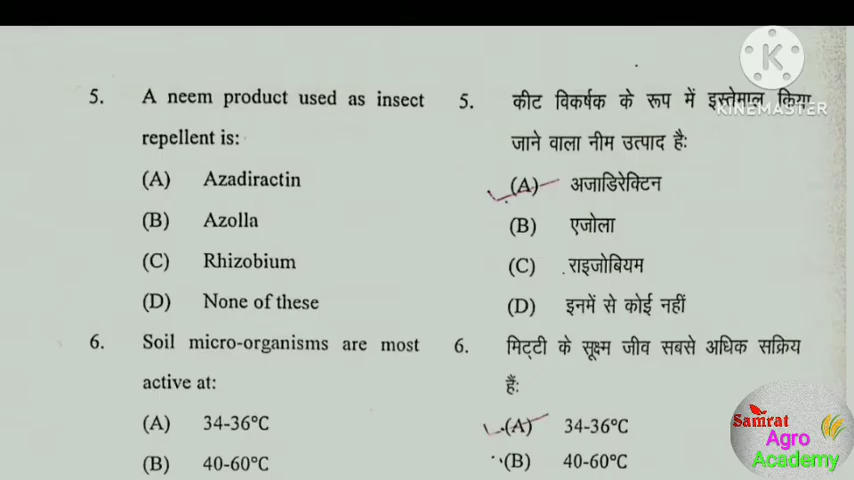 KINEMASTER
5. A neem product used as insect
repellent is:
(A) Azadiractin
(B) Azolla
(C) Rhizobium
(D) None of these
6. Soil micro-organisms are most
active at:
(A) 34-36°C
(B) 40-60°C
5. कीट विकर्षक के रूप में इस्तेमाल किया
जाने वाला नीम उत्पाद है:
(A) अजाडिरेक्टिन
(B) एजोला
(C) राइजोबियम
(D) इनमें से कोई नहीं
6. मिट्टी के सूक्ष्म जीव सबसे अधिक सक्रिय
हैं:
(A) 34-36°C
(B) 40-60°C
Samrat
Agro
Academy